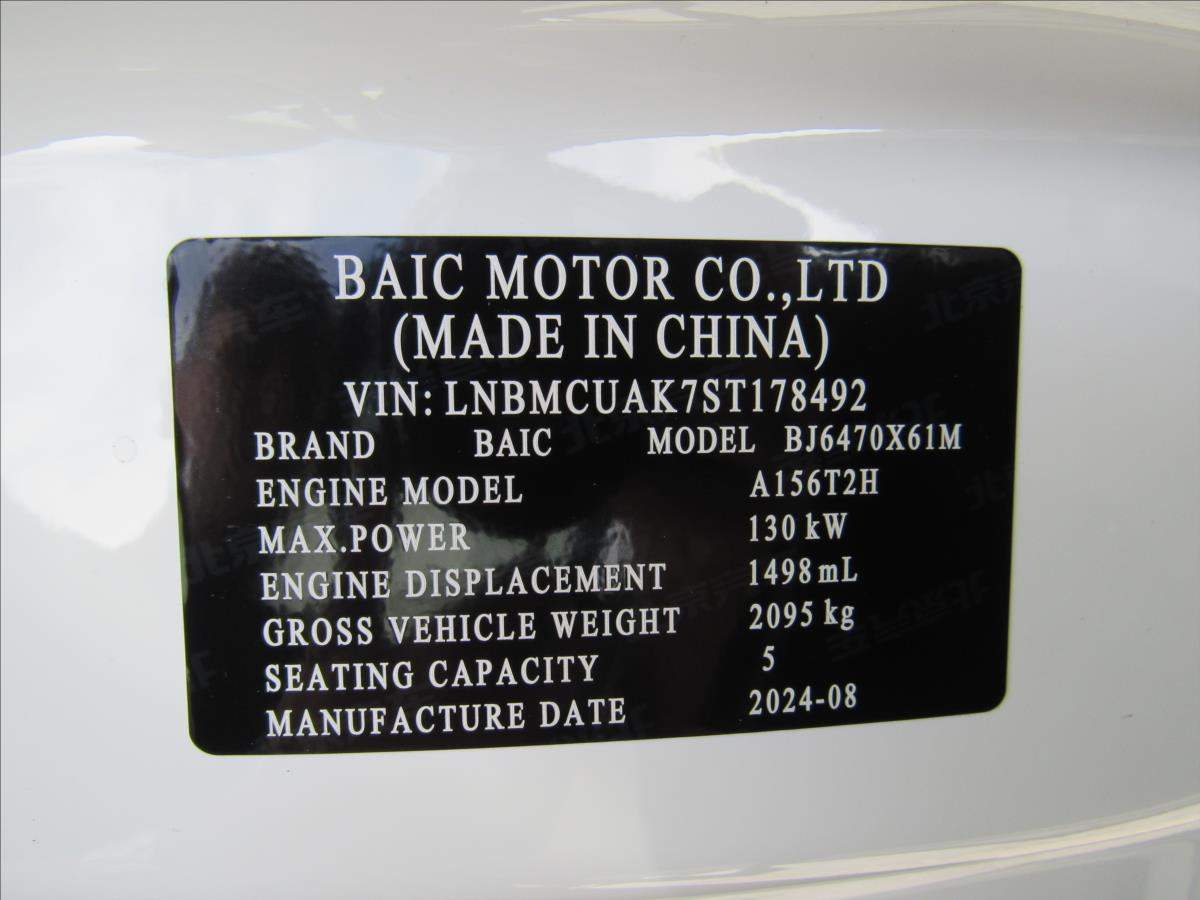 BAIC MOTOR CO.,LTD
(MADE IN CHINA)
VIN: LNBMCUAK7ST178492
BRAND BAIC MODEL BJ6470X61M
ENGINE MODEL A156T2H
MAX.POWER 130 kW
ENGINE DISPLACEMENT 1498 mL
GROSS VEHICLE WEIGHT 2095 kg
SEATING CAPACITY 5
MANUFACTURE DATE 2024-08